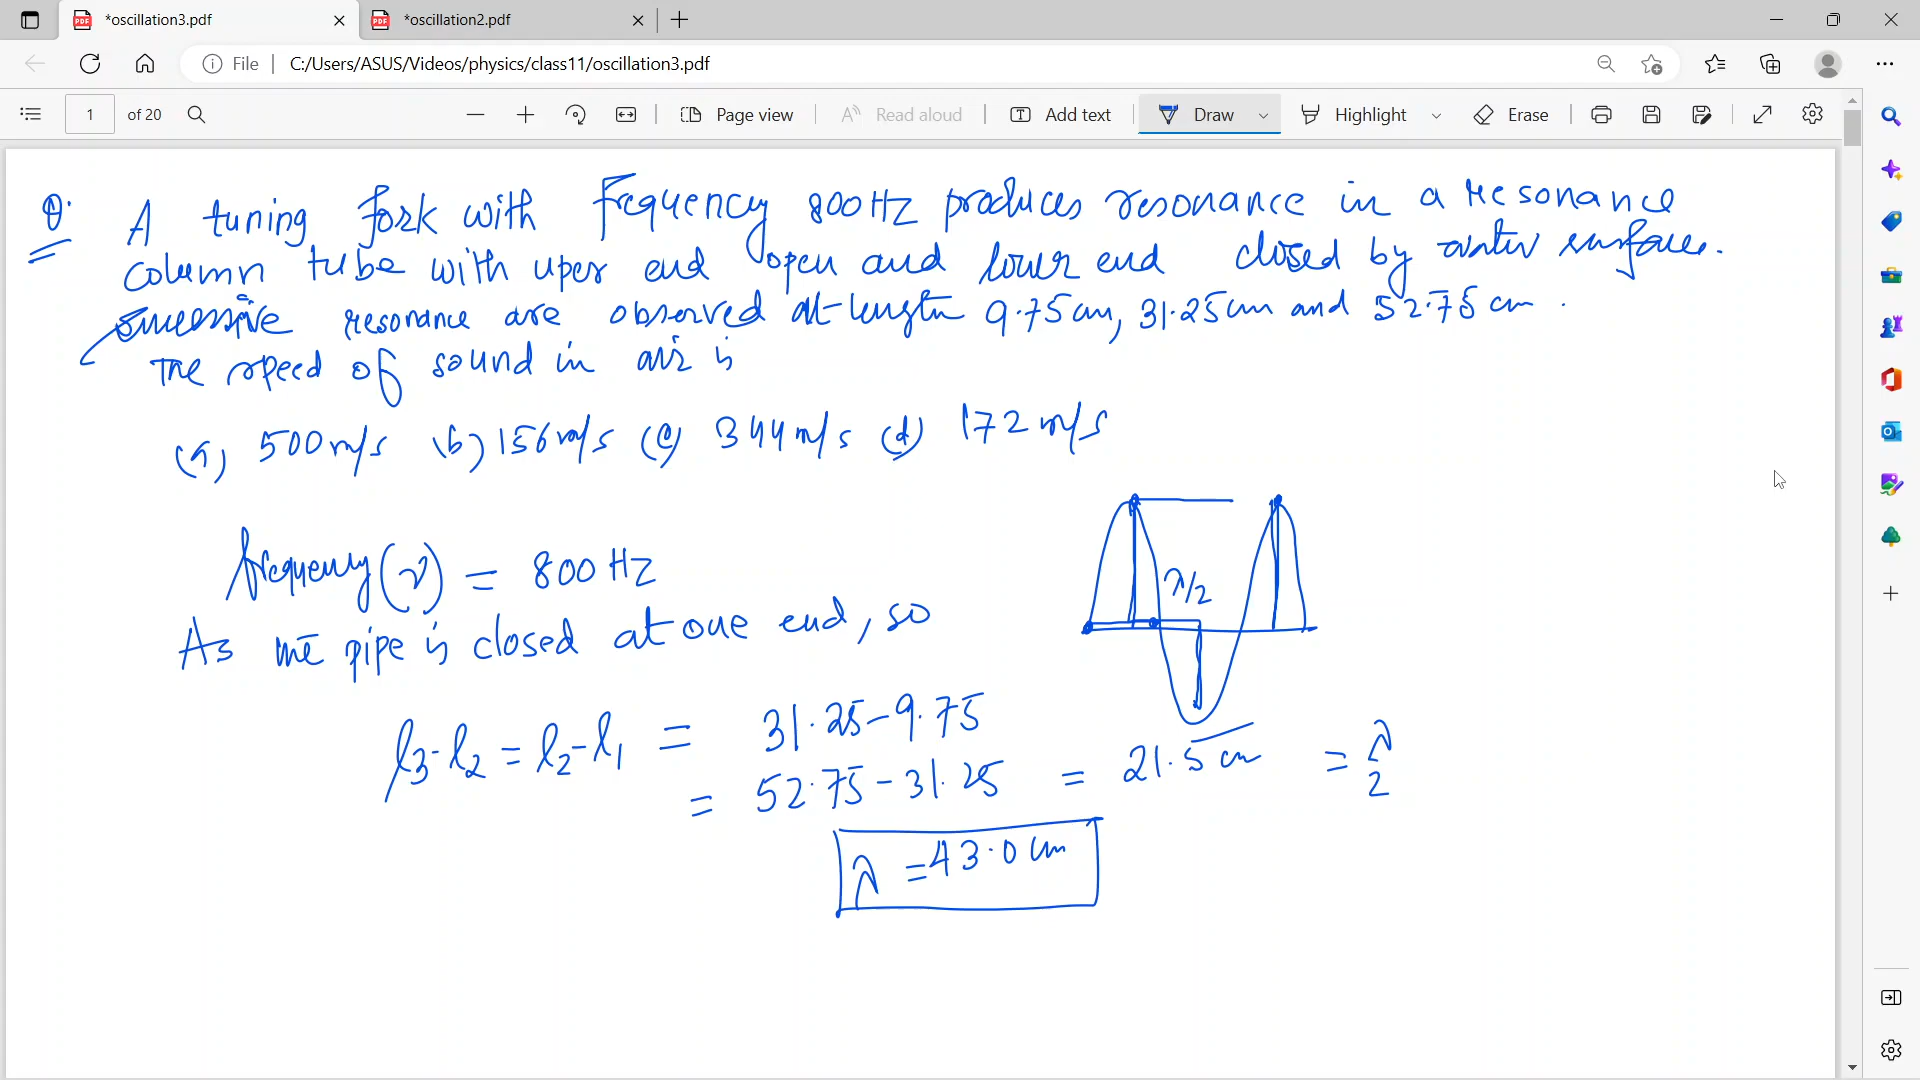 *oscillation3.pdf
*oscillation2.pdf
File
C:/Users/ASUS/Videos/physics/class11/oscillation3.pdf
1 of 20
Page view
Read aloud
Add text
Draw
Highlight
Erase
Q. A tuning fork with frequency 800 Hz produces resonance in a resonance
column tube with uper end open and lower end closed by water surface.
successive resonance are observed at length 9.75 cm, 31.25 cm and 52.75 cm.
The speed of sound in air is
(a) 500 m/s (b) 156 m/s (c) 344 m/s (d) 172 m/s
frequency (ν) = 800 Hz
λ/2
As the pipe is closed at one end, so
l3-l2 = l2-l1 = 31.25-9.75
= 52.75-31.25 = 21.5 cm = λ/2
λ = 43.0 cm